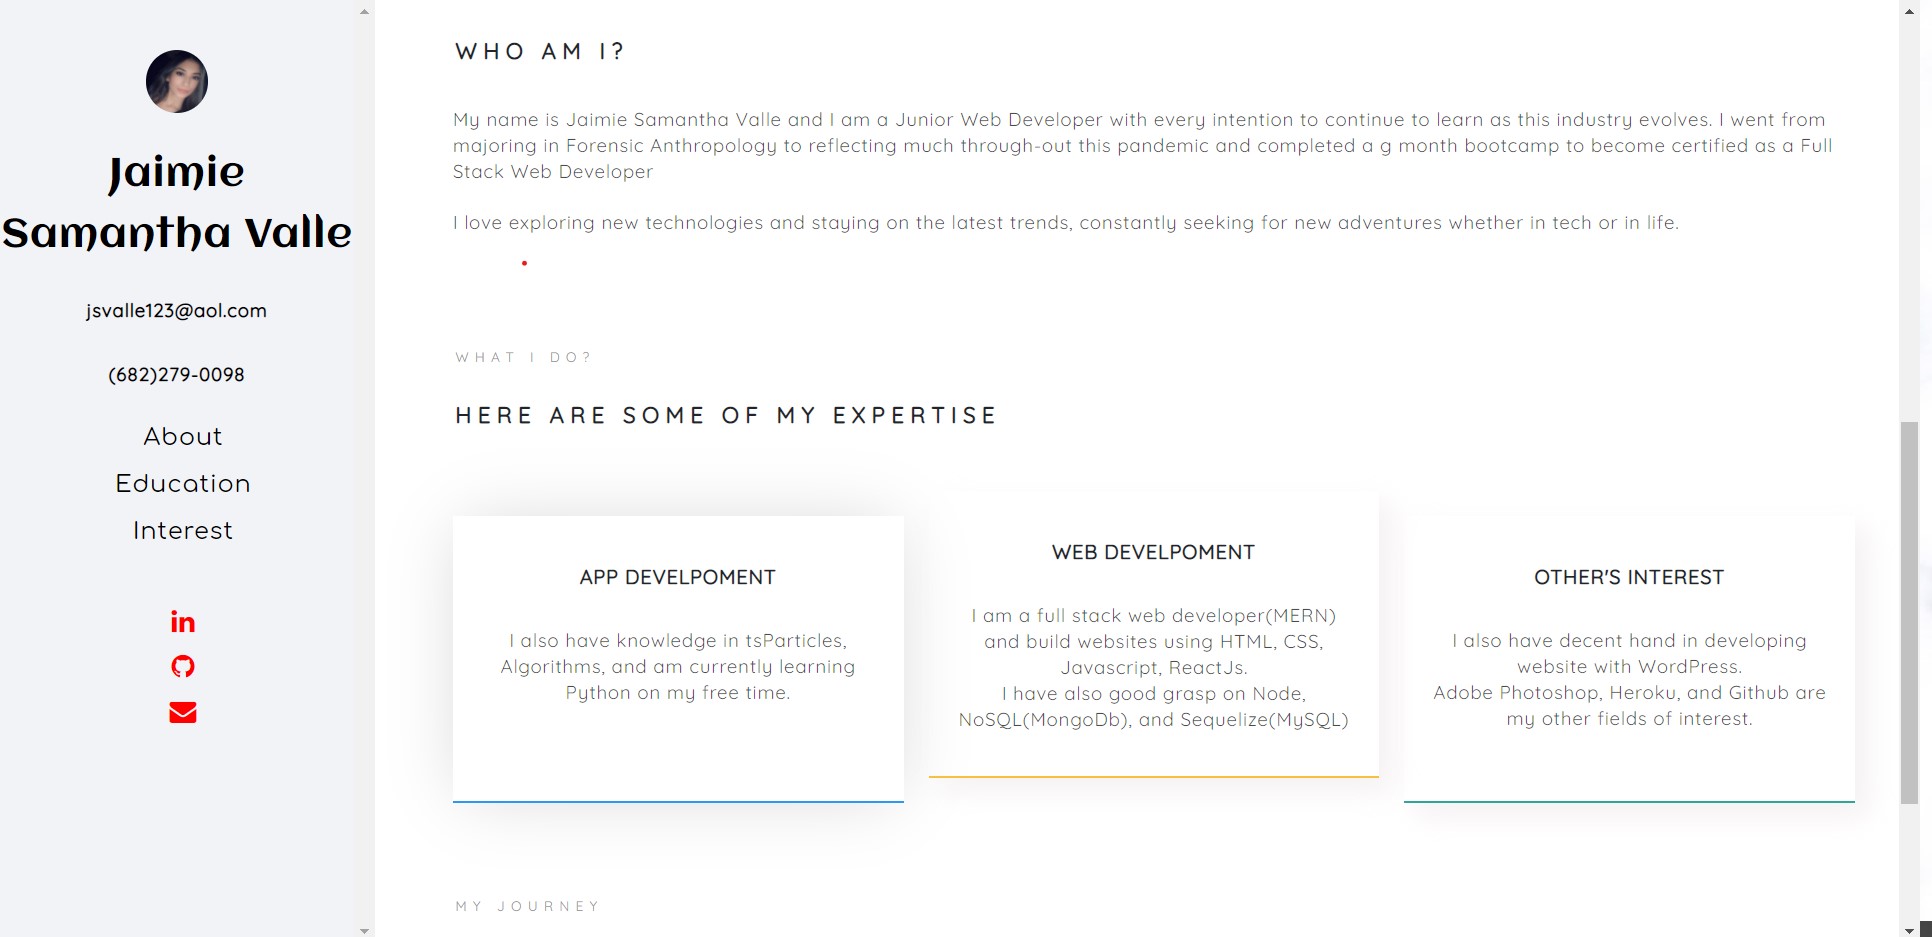 Jaimie
Samantha Valle
jsvalle123@aol.com
(682)279-0098
About
Education
Interest
in
WHO AM I?
My name is Jaimie Samantha Valle and I am a Junior Web Developer with every intention to continue to learn as this industry evolves. I went from
majoring in Forensic Anthropology to reflecting much through-out this pandemic and completed a g month bootcamp to become certified as a Full
Stack Web Developer
I love exploring new technologies and staying on the latest trends, constantly seeking for new adventures whether in tech or in life.
WHAT I DO?
HERE ARE SOME OF MY EXPERTISE
APP DEVELPOMENT
I also have knowledge in tsParticles,
Algorithms, and am currently learning
Python on my free time.
WEB DEVELPOMENT
I am a full stack web developer(MERN)
and build websites using HTML, CSS,
Javascript, ReactJs.
I have also good grasp on Node,
NoSQL(MongoDb), and Sequelize(MySQL)
OTHER'S INTEREST
I also have decent hand in developing
website with WordPress.
Adobe Photoshop, Heroku, and Github are
my other fields of interest.
MY JOURNEY